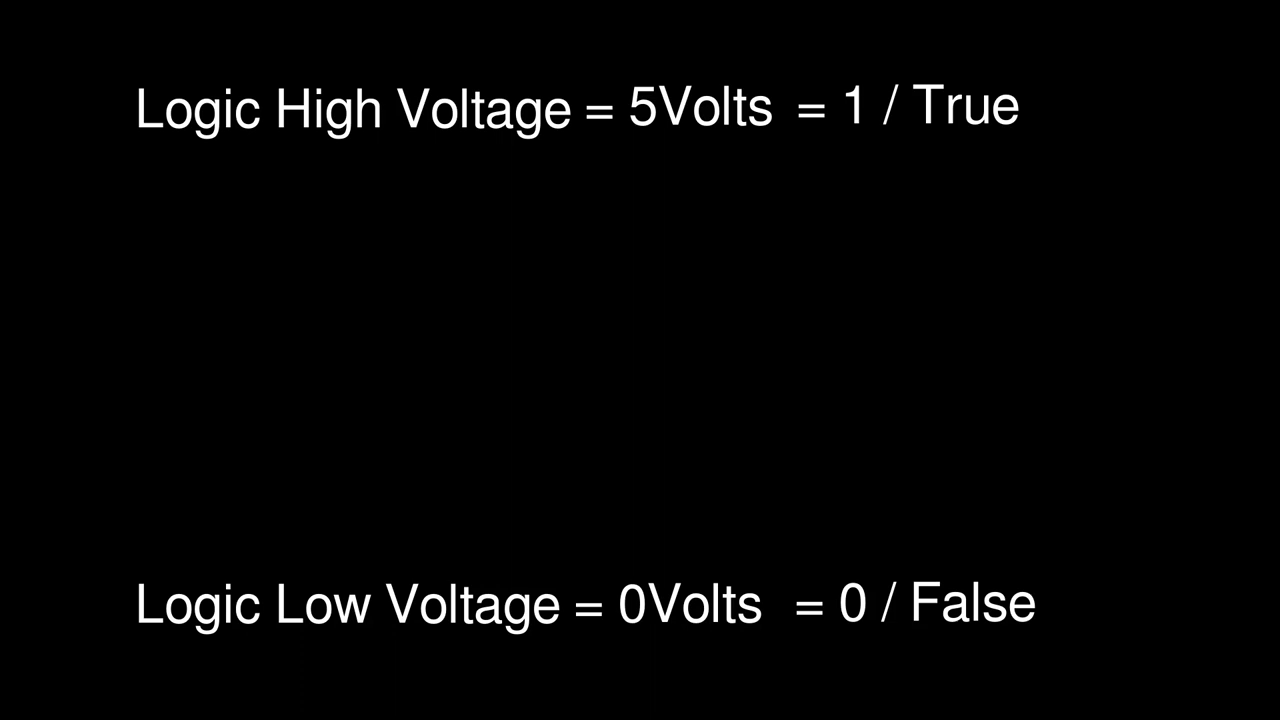 Logic High Voltage = 5Volts = 1 / True
Logic Low Voltage = 0Volts = 0 / False